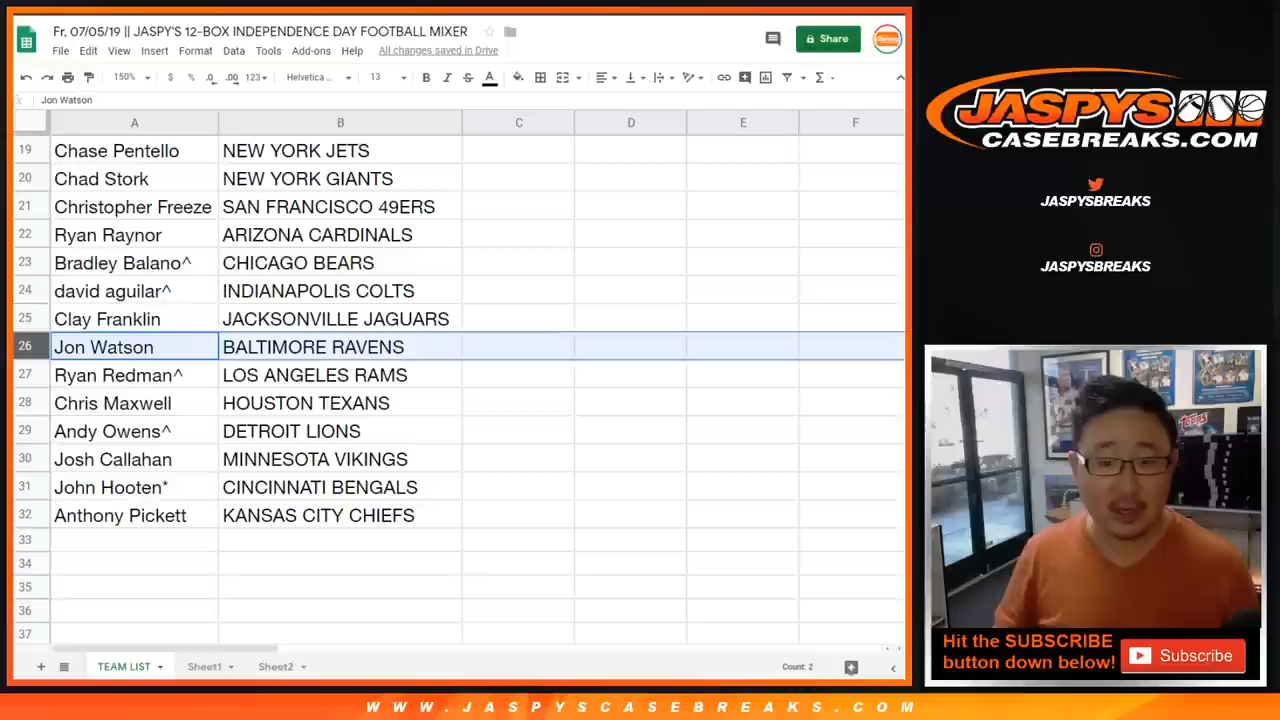 Fr, 07/05/19 || JASPY'S 12-BOX INDEPENDENCE DAY FOOTBALL MIXER
File Edit View Insert Format Data Tools Add-ons Help All changes saved in Drive
Share
150% $ % .0 .00 123 Helvetica... 13 B I S A
Jon Watson
A B C D E F
19 Chase Pentello NEW YORK JETS
20 Chad Stork NEW YORK GIANTS
21 Christopher Freeze SAN FRANCISCO 49ERS
22 Ryan Raynor ARIZONA CARDINALS
23 Bradley Balano^ CHICAGO BEARS
24 david aguilar^ INDIANAPOLIS COLTS
25 Clay Franklin JACKSONVILLE JAGUARS
26 Jon Watson BALTIMORE RAVENS
27 Ryan Redman^ LOS ANGELES RAMS
28 Chris Maxwell HOUSTON TEXANS
29 Andy Owens^ DETROIT LIONS
30 Josh Callahan MINNESOTA VIKINGS
31 John Hooten* CINCINNATI BENGALS
32 Anthony Pickett KANSAS CITY CHIEFS
33
34
35
36
37
TEAM LIST Sheet1 Sheet2 Count: 2
JASPYS
CASEBREAKS.COM
JASPYSBREAKS
JASPYSBREAKS
TOPPS
Hit the SUBSCRIBE
button down below!
Subscribe
WWW.JASPYSCASEBREAKS.COM